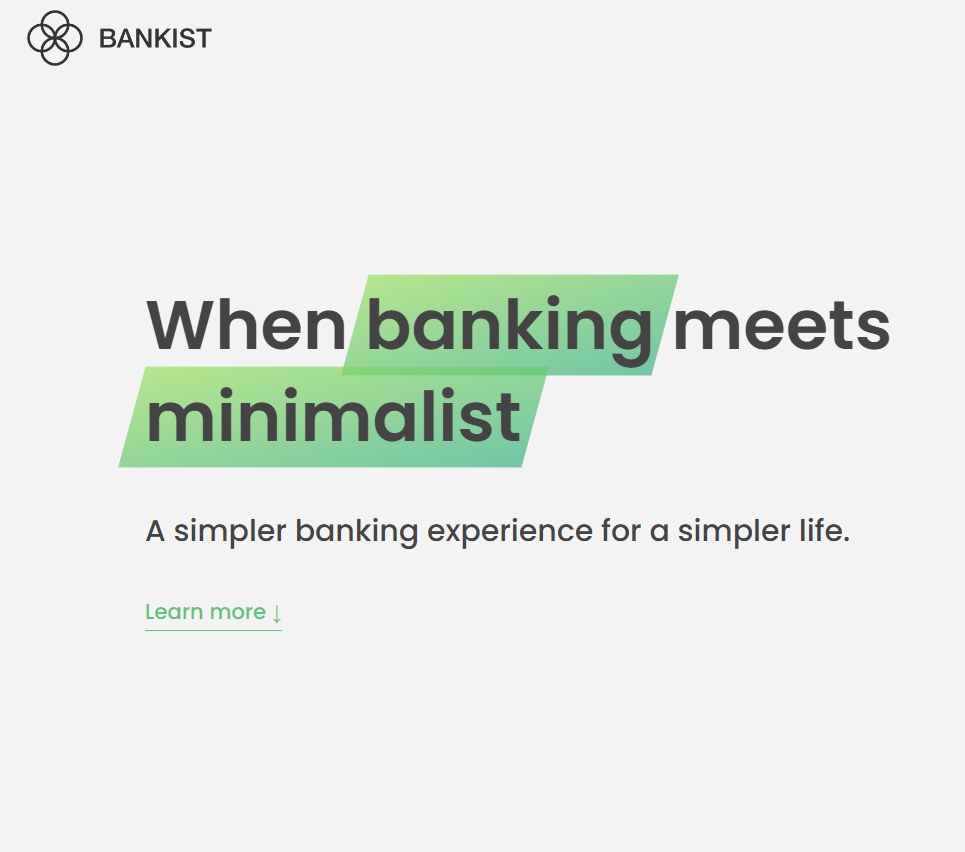 BANKIST
When banking meets
minimalist
A simpler banking experience for a simpler life.
Learn more ↓